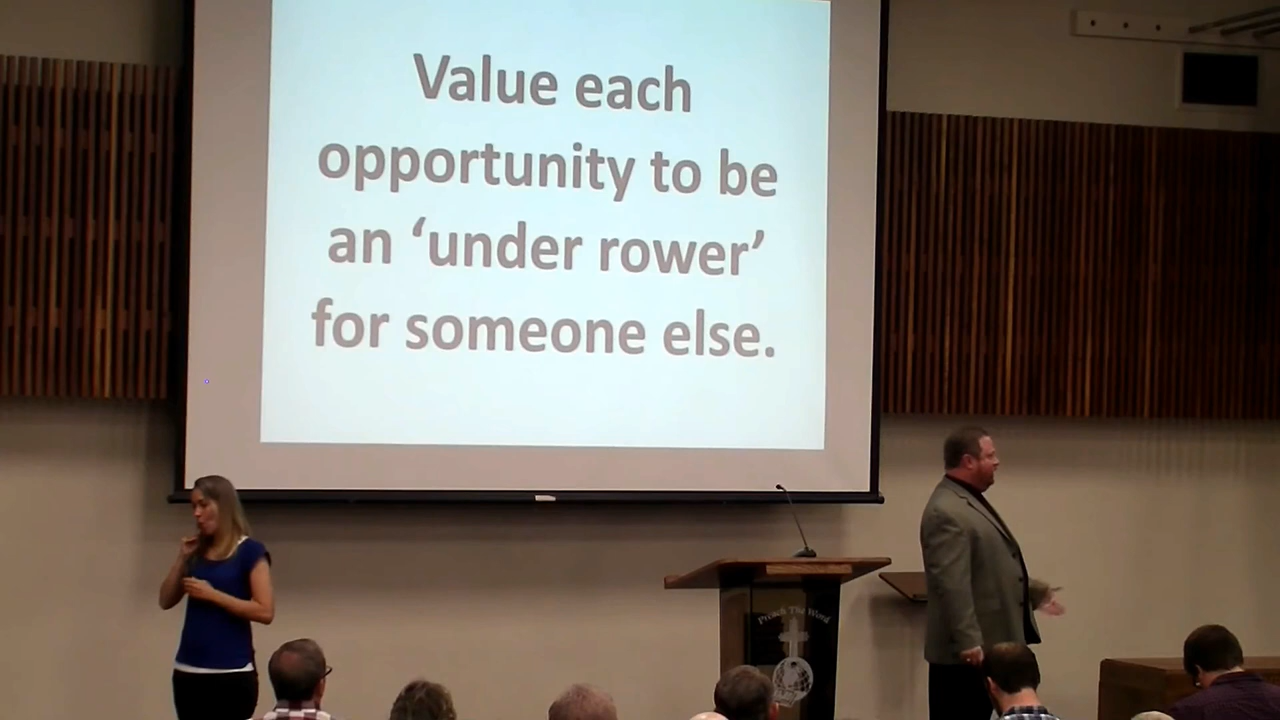 Value each
opportunity to be
an ‘under rower’
for someone else.
Preach The Word